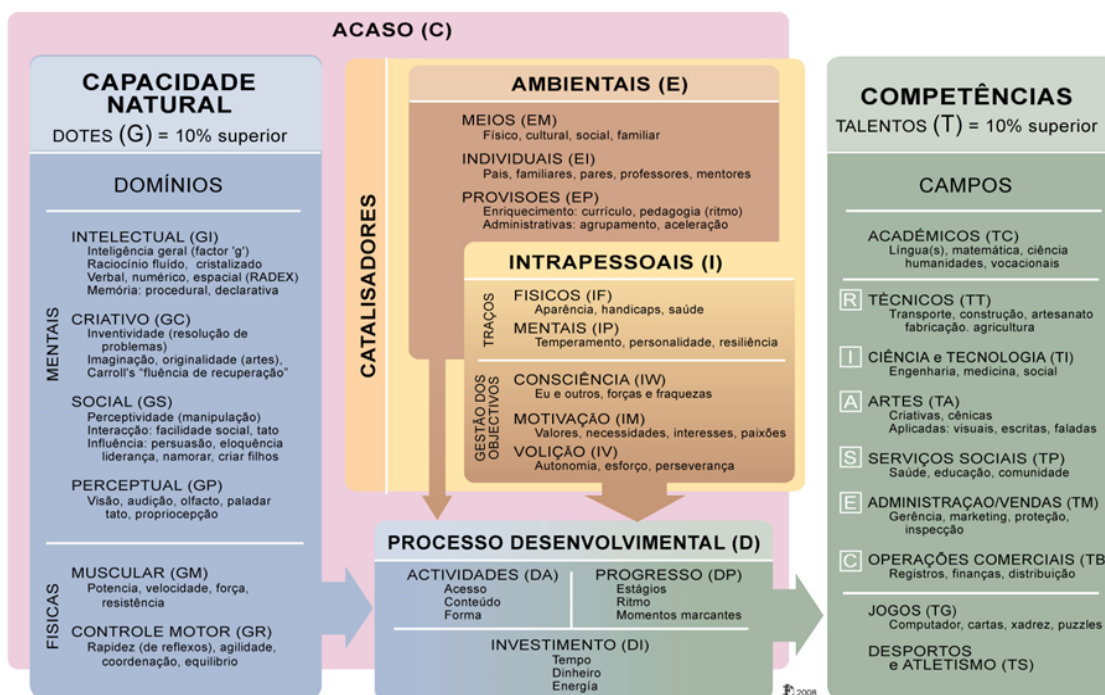 ACASO (C)
CAPACIDADE
NATURAL
DOTES (G) = 10% superior
DOMÍNIOS
MENTAIS
INTELECTUAL (GI)
Inteligência geral (factor 'g')
Raciocínio fluído, cristalizado
Verbal, numérico, espacial (RADEX)
Memória: procedural, declarativa
CRIATIVO (GC)
Inventividade (resolução de
problemas)
Imaginação, originalidade (artes),
Carroll's “fluência de recuperação”
SOCIAL (GS)
Perceptividade (manipulação)
Interacção: facilidade social, tato
Influência: persuasão, eloquência
liderança, namorar, criar filhos
PERCEPTUAL (GP)
Visão, audição, olfacto, paladar
tato, propriocepção
FISICAS
MUSCULAR (GM)
Potencia, velocidade, força,
resistência
CONTROLE MOTOR (GR)
Rapidez (de reflexos), agilidade,
coordenação, equilibrio
CATALISADORES
AMBIENTAIS (E)
MEIOS (EM)
Físico, cultural, social, familiar
INDIVIDUAIS (EI)
Pais, familiares, pares, professores, mentores
PROVISOES (EP)
Enriquecimento: currículo, pedagogia (ritmo)
Administrativas: agrupamento, aceleração
INTRAPESSOAIS (I)
TRAÇOS
FISICOS (IF)
Aparência, handicaps, saúde
MENTAIS (IP)
Temperamento, personalidade, resiliência
GESTÃO DOS
OBJECTIVOS
CONSCIÊNCIA (IW)
Eu e outros, forças e fraquezas
MOTIVAÇÃO (IM)
Valores, necessidades, interesses, paixões
VOLIÇÃO (IV)
Autonomia, esforço, perseverança
PROCESSO DESENVOLVIMENTAL (D)
ACTIVIDADES (DA)
Acesso
Conteúdo
Forma
PROGRESSO (DP)
Estágios
Ritmo
Momentos marcantes
INVESTIMENTO (DI)
Tempo
Dinheiro
Energía
2008
COMPETÊNCIAS
TALENTOS (T) = 10% superior
CAMPOS
ACADÉMICOS (TC)
Língua(s), matemática, ciência
humanidades, vocacionais
R TÈCNICOS (TT)
Transporte, construção, artesanato
fabricação. agricultura
I CIÊNCIA e TECNOLOGIA (TI)
Engenharia, medicina, social
A ARTES (TA)
Criativas, cênicas
Aplicadas: visuais, escritas, faladas
S SERVIÇOS SOCIAIS (TP)
Saúde, educação, comunidade
E ADMINISTRAÇAO/VENDAS (TM)
Gerência, marketing, proteção,
inspecção
C OPERAÇÕES COMERCIAIS (TB)
Registros, finanças, distribuição
JOGOS (TG)
Computador, cartas, xadrez, puzzles
DESPORTOS
e ATLETISMO (TS)